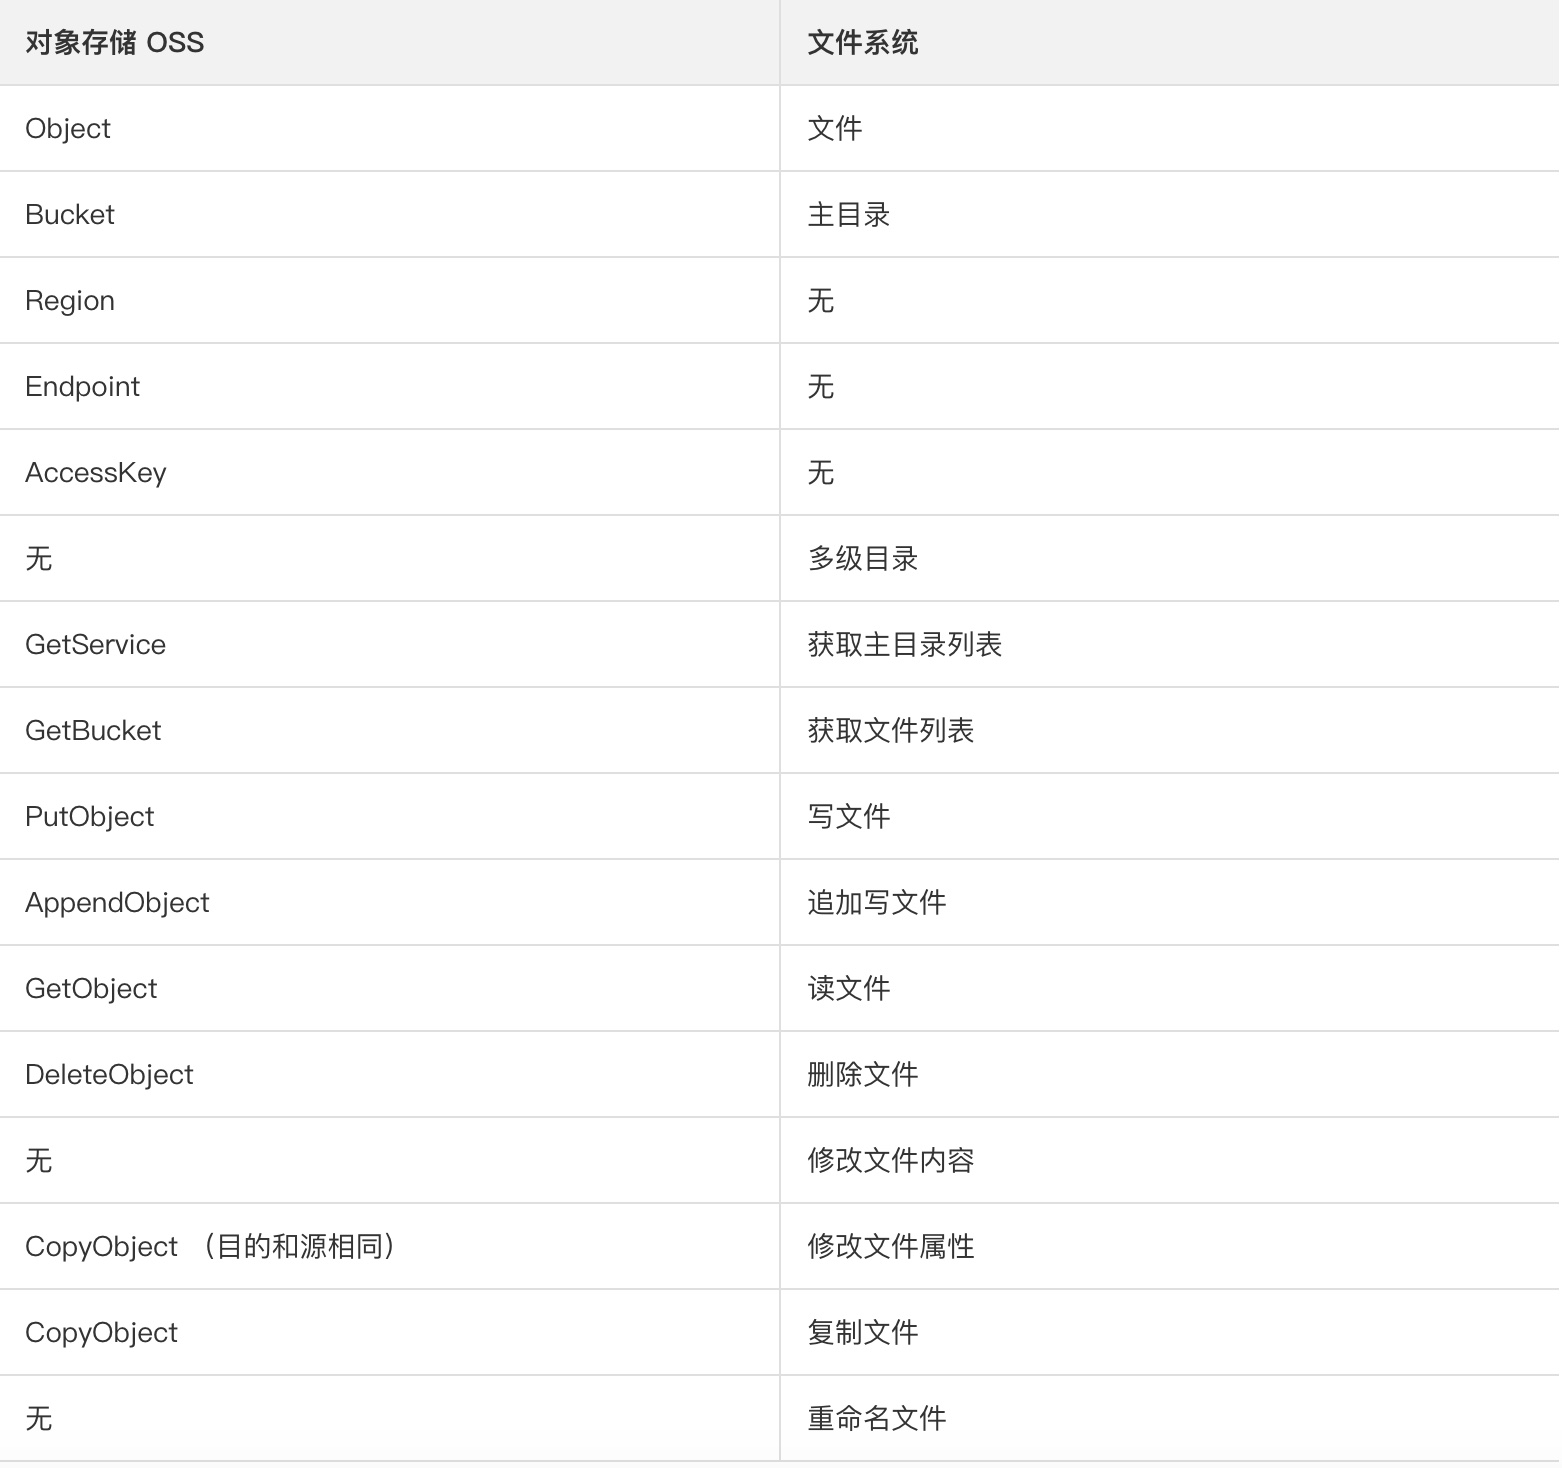 对象存储 OSS 文件系统
Object 文件
Bucket 主目录
Region 无
Endpoint 无
AccessKey 无
无 多级目录
GetService 获取主目录列表
GetBucket 获取文件列表
PutObject 写文件
AppendObject 追加写文件
GetObject 读文件
DeleteObject 删除文件
无 修改文件内容
CopyObject （目的和源相同） 修改文件属性
CopyObject 复制文件
无 重命名文件